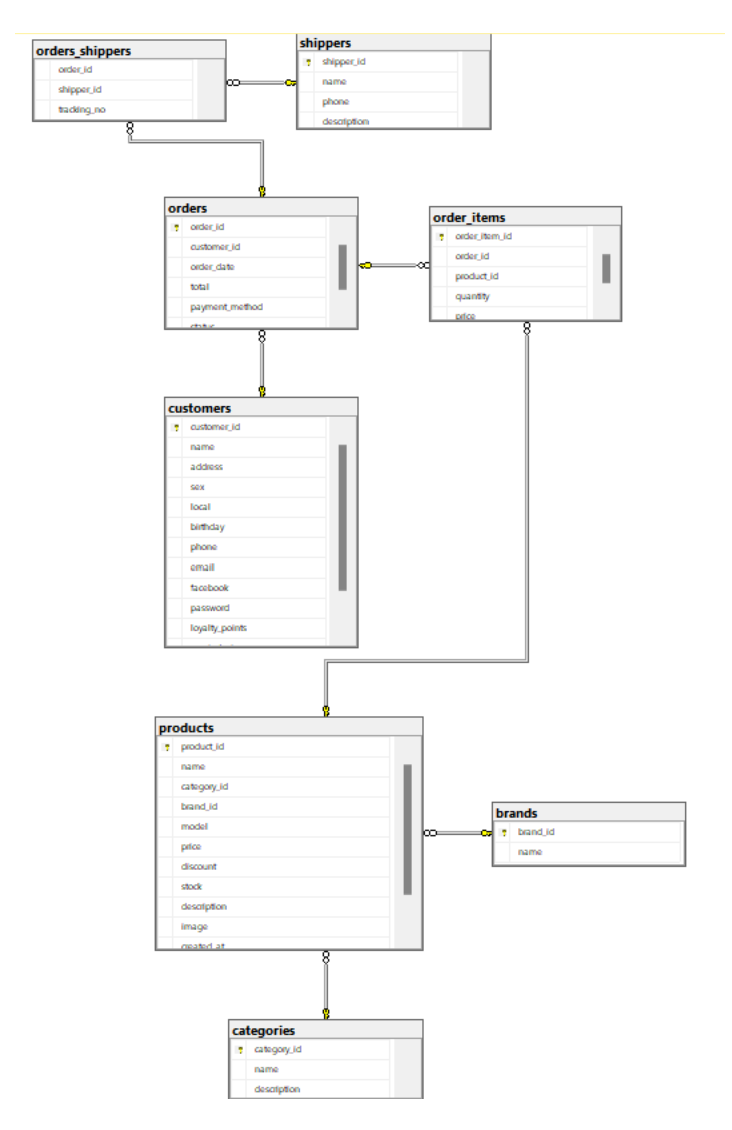 orders_shippers
order_id
shipper_id
tracking_no
shippers
shipper_id
name
phone
description
orders
order_id
customer_id
order_date
total
payment_method
status
order_items
order_item_id
order_id
product_id
quantity
price
customers
customer_id
name
address
sex
local
birthday
phone
email
facebook
password
loyalty_points
products
product_id
name
category_id
brand_id
model
price
discount
stock
description
image
created_at
brands
brand_id
name
categories
category_id
name
description